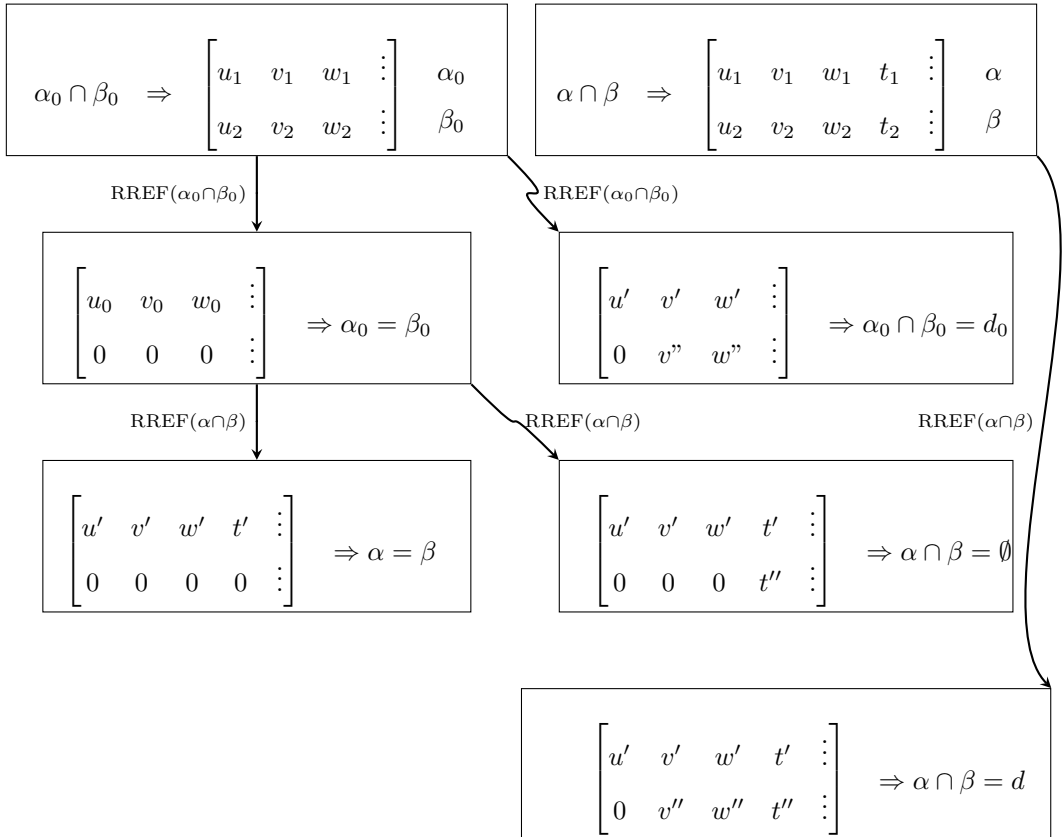 α₀ ∩ β₀ ⇒ [u₁ v₁ w₁ ⋮] α₀
[u₂ v₂ w₂ ⋮] β₀
α ∩ β ⇒ [u₁ v₁ w₁ t₁ ⋮] α
[u₂ v₂ w₂ t₂ ⋮] β
RREF(α₀∩β₀)
RREF(α₀∩β₀)
[u₀ v₀ w₀ ⋮]
[0 0 0 ⋮] ⇒ α₀ = β₀
[u′ v′ w′ ⋮]
[0 v” w” ⋮] ⇒ α₀ ∩ β₀ = d₀
RREF(α∩β)
RREF(α∩β)
RREF(α∩β)
[u′ v′ w′ t′ ⋮]
[0 0 0 0 ⋮] ⇒ α = β
[u′ v′ w′ t′ ⋮]
[0 0 0 t′′ ⋮] ⇒ α ∩ β = ∅
[u′ v′ w′ t′ ⋮]
[0 v′′ w′′ t′′ ⋮] ⇒ α ∩ β = d